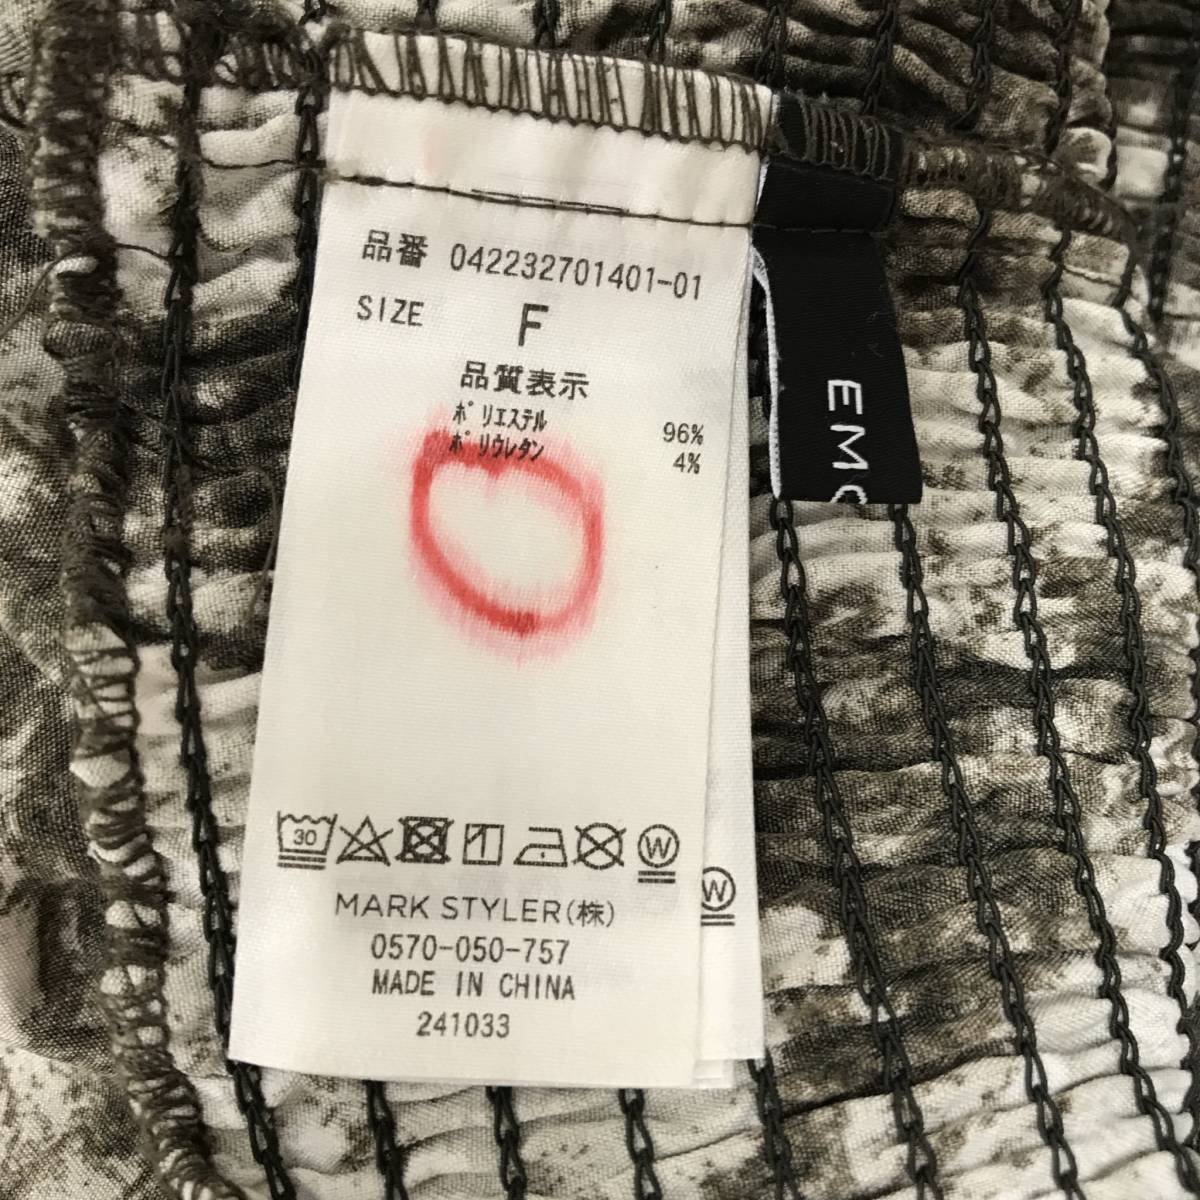 品番 042232701401-01
SIZE F
品質表示
ﾎﾟﾘｴｽﾃﾙ 96%
ﾎﾟﾘｳﾚﾀﾝ 4%
30
W
MARK STYLER(株)
0570-050-757
MADE IN CHINA
241033
W
EMO